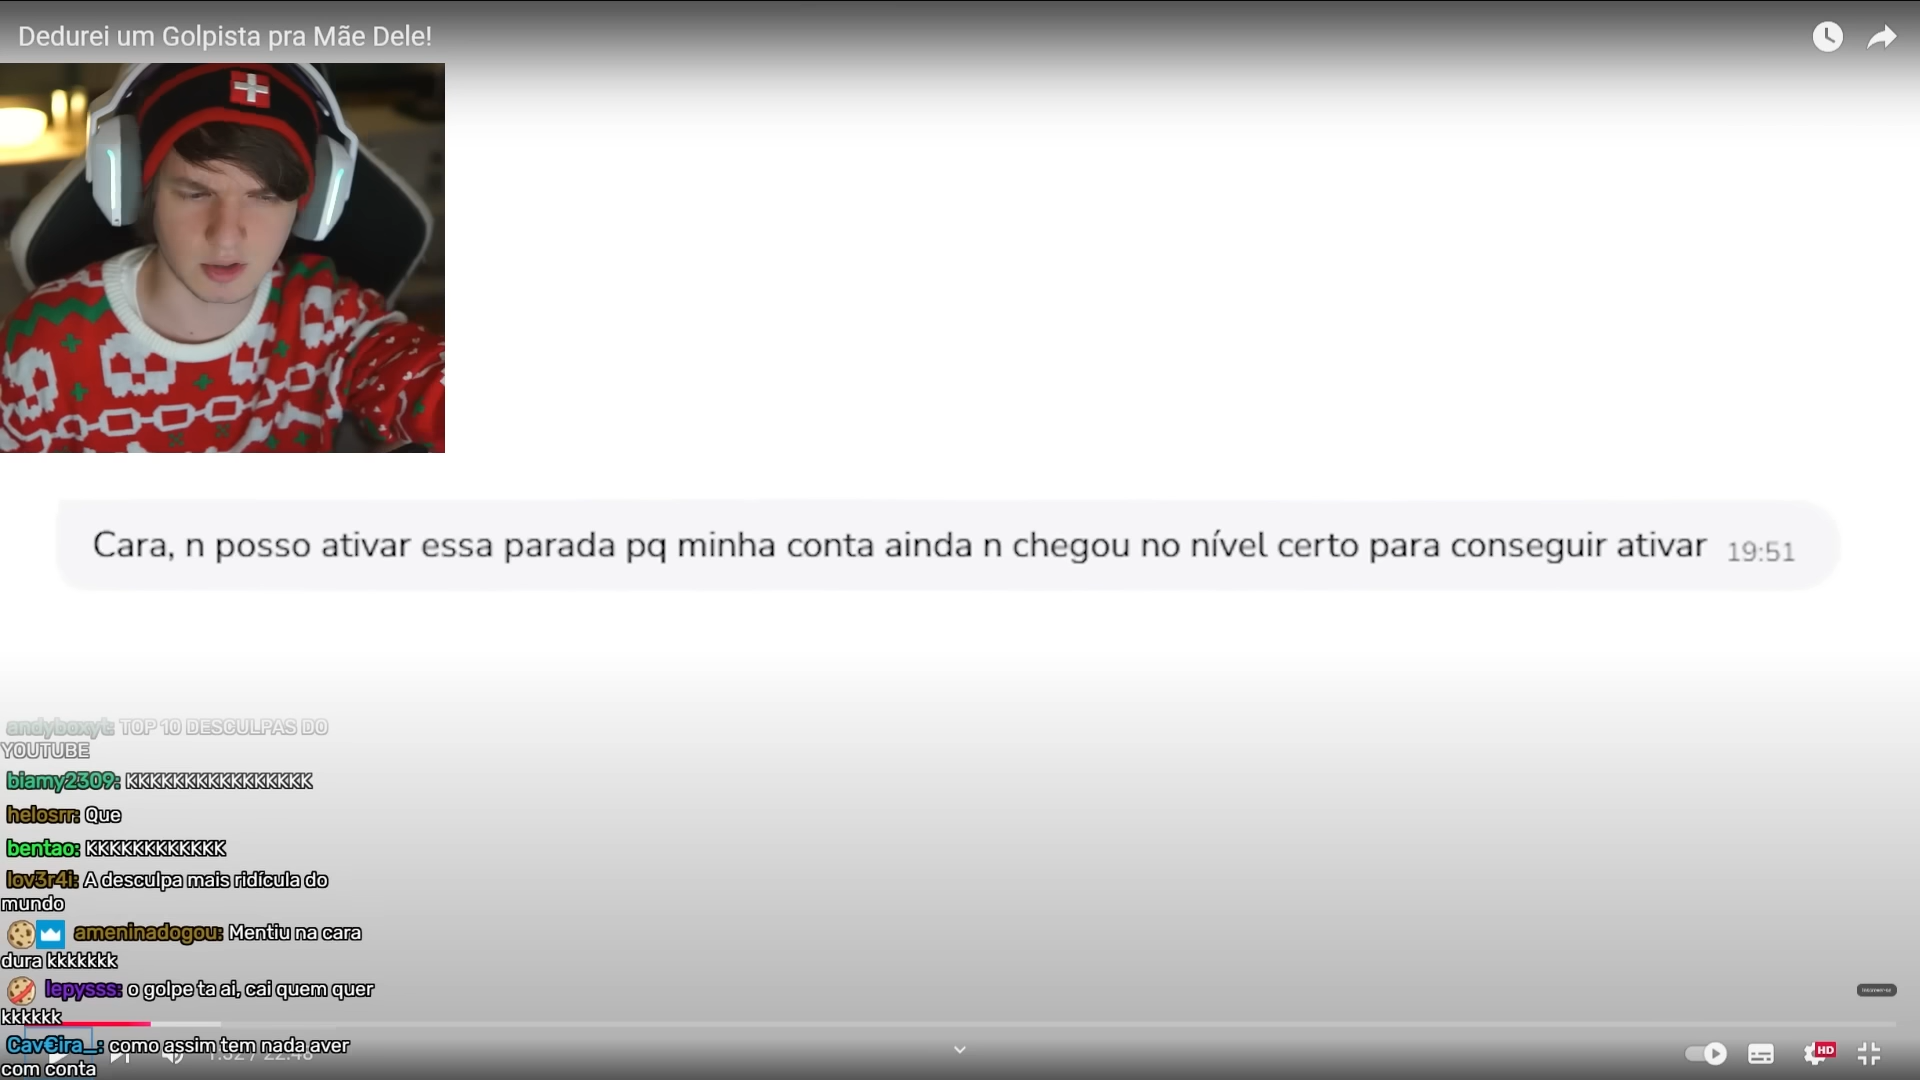 Dedurei um Golpista pra Mãe Dele!
Cara, n posso ativar essa parada pq minha conta ainda n chegou no nível certo para conseguir ativar 19:51
andyboxyt: TOP 10 DESCULPAS DO
YOUTUBE
biamy2309: KKKKKKKKKKKKKKKK
helosrr: Que
bentao: KKKKKKKKKKKK
lov3r4i: A desculpa mais ridícula do
mundo
ameninadogou: Mentiu na cara
dura kkkkkkk
lepysss: o golpe ta ai, cai quem quer
kkkkkk
Cav€ira_: como assim tem nada aver
com conta
HD